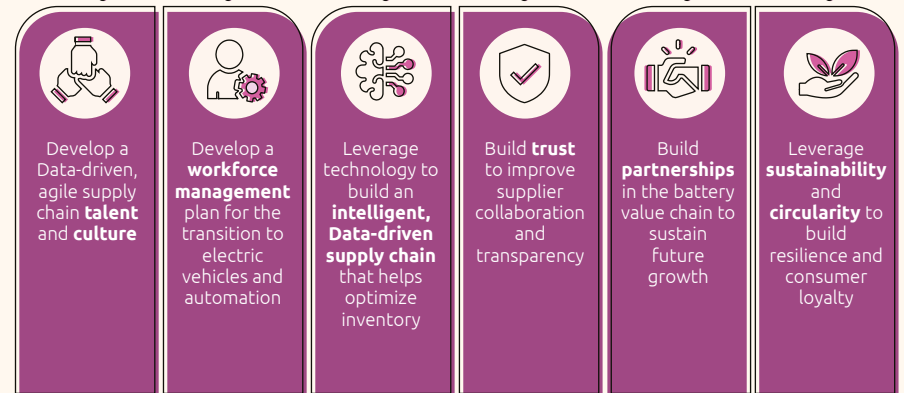 Develop a
Data-driven,
agile supply
chain talent
and culture
Develop a
workforce
management
plan for the
transition to
electric
vehicles and
automation
Leverage
technology to
build an
intelligent,
Data-driven
supply chain
that helps
optimize
inventory
Build trust
to improve
supplier
collaboration
and
transparency
Build
partnerships
in the battery
value chain to
sustain
future
growth
Leverage
sustainability
and
circularity to
build
resilience and
consumer
loyalty